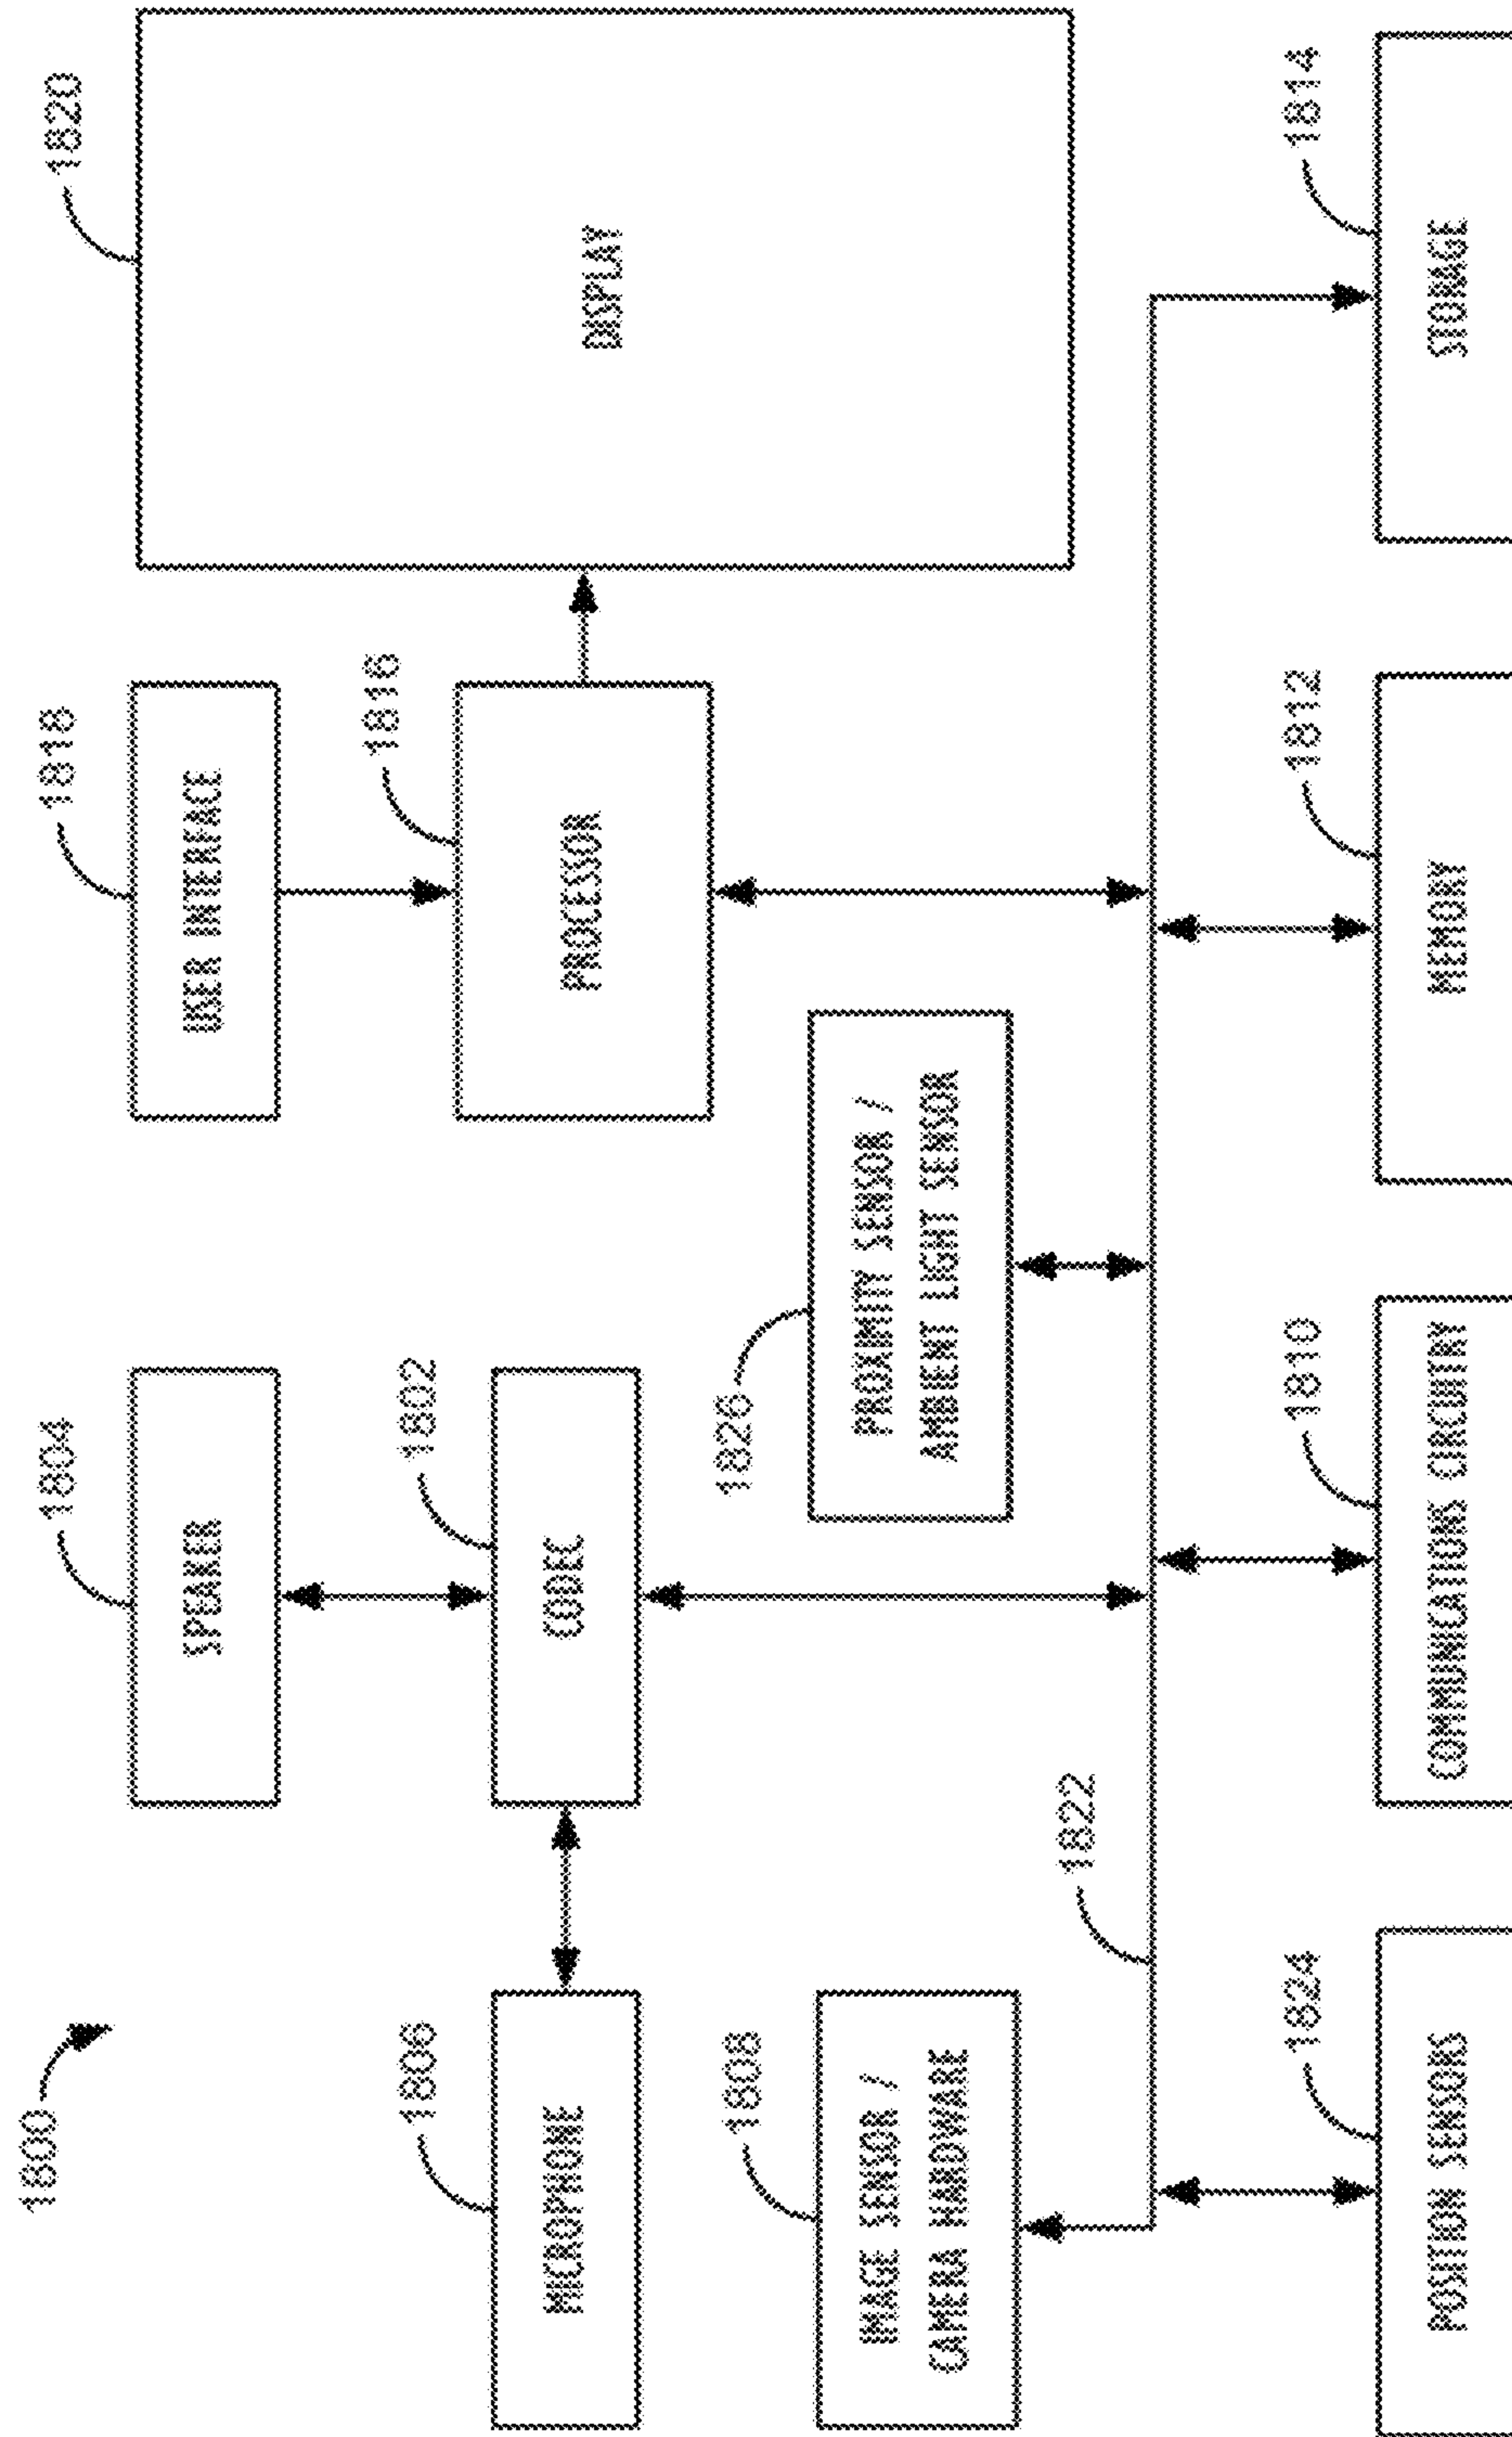 1800
1804
SPEAKER
1818
USER INTERFACE
1820
DISPLAY
1806
MICROPHONE
1802
CODEC
1816
PROCESSOR
1808
IMAGE SENSOR /
CAMERA HARDWARE
1826
PROXIMITY SENSOR /
AMBIENT LIGHT SENSOR
1822
1824
POSITION SENSORS
1810
COMMUNICATIONS CIRCUITRY
1812
MEMORY
1814
STORAGE